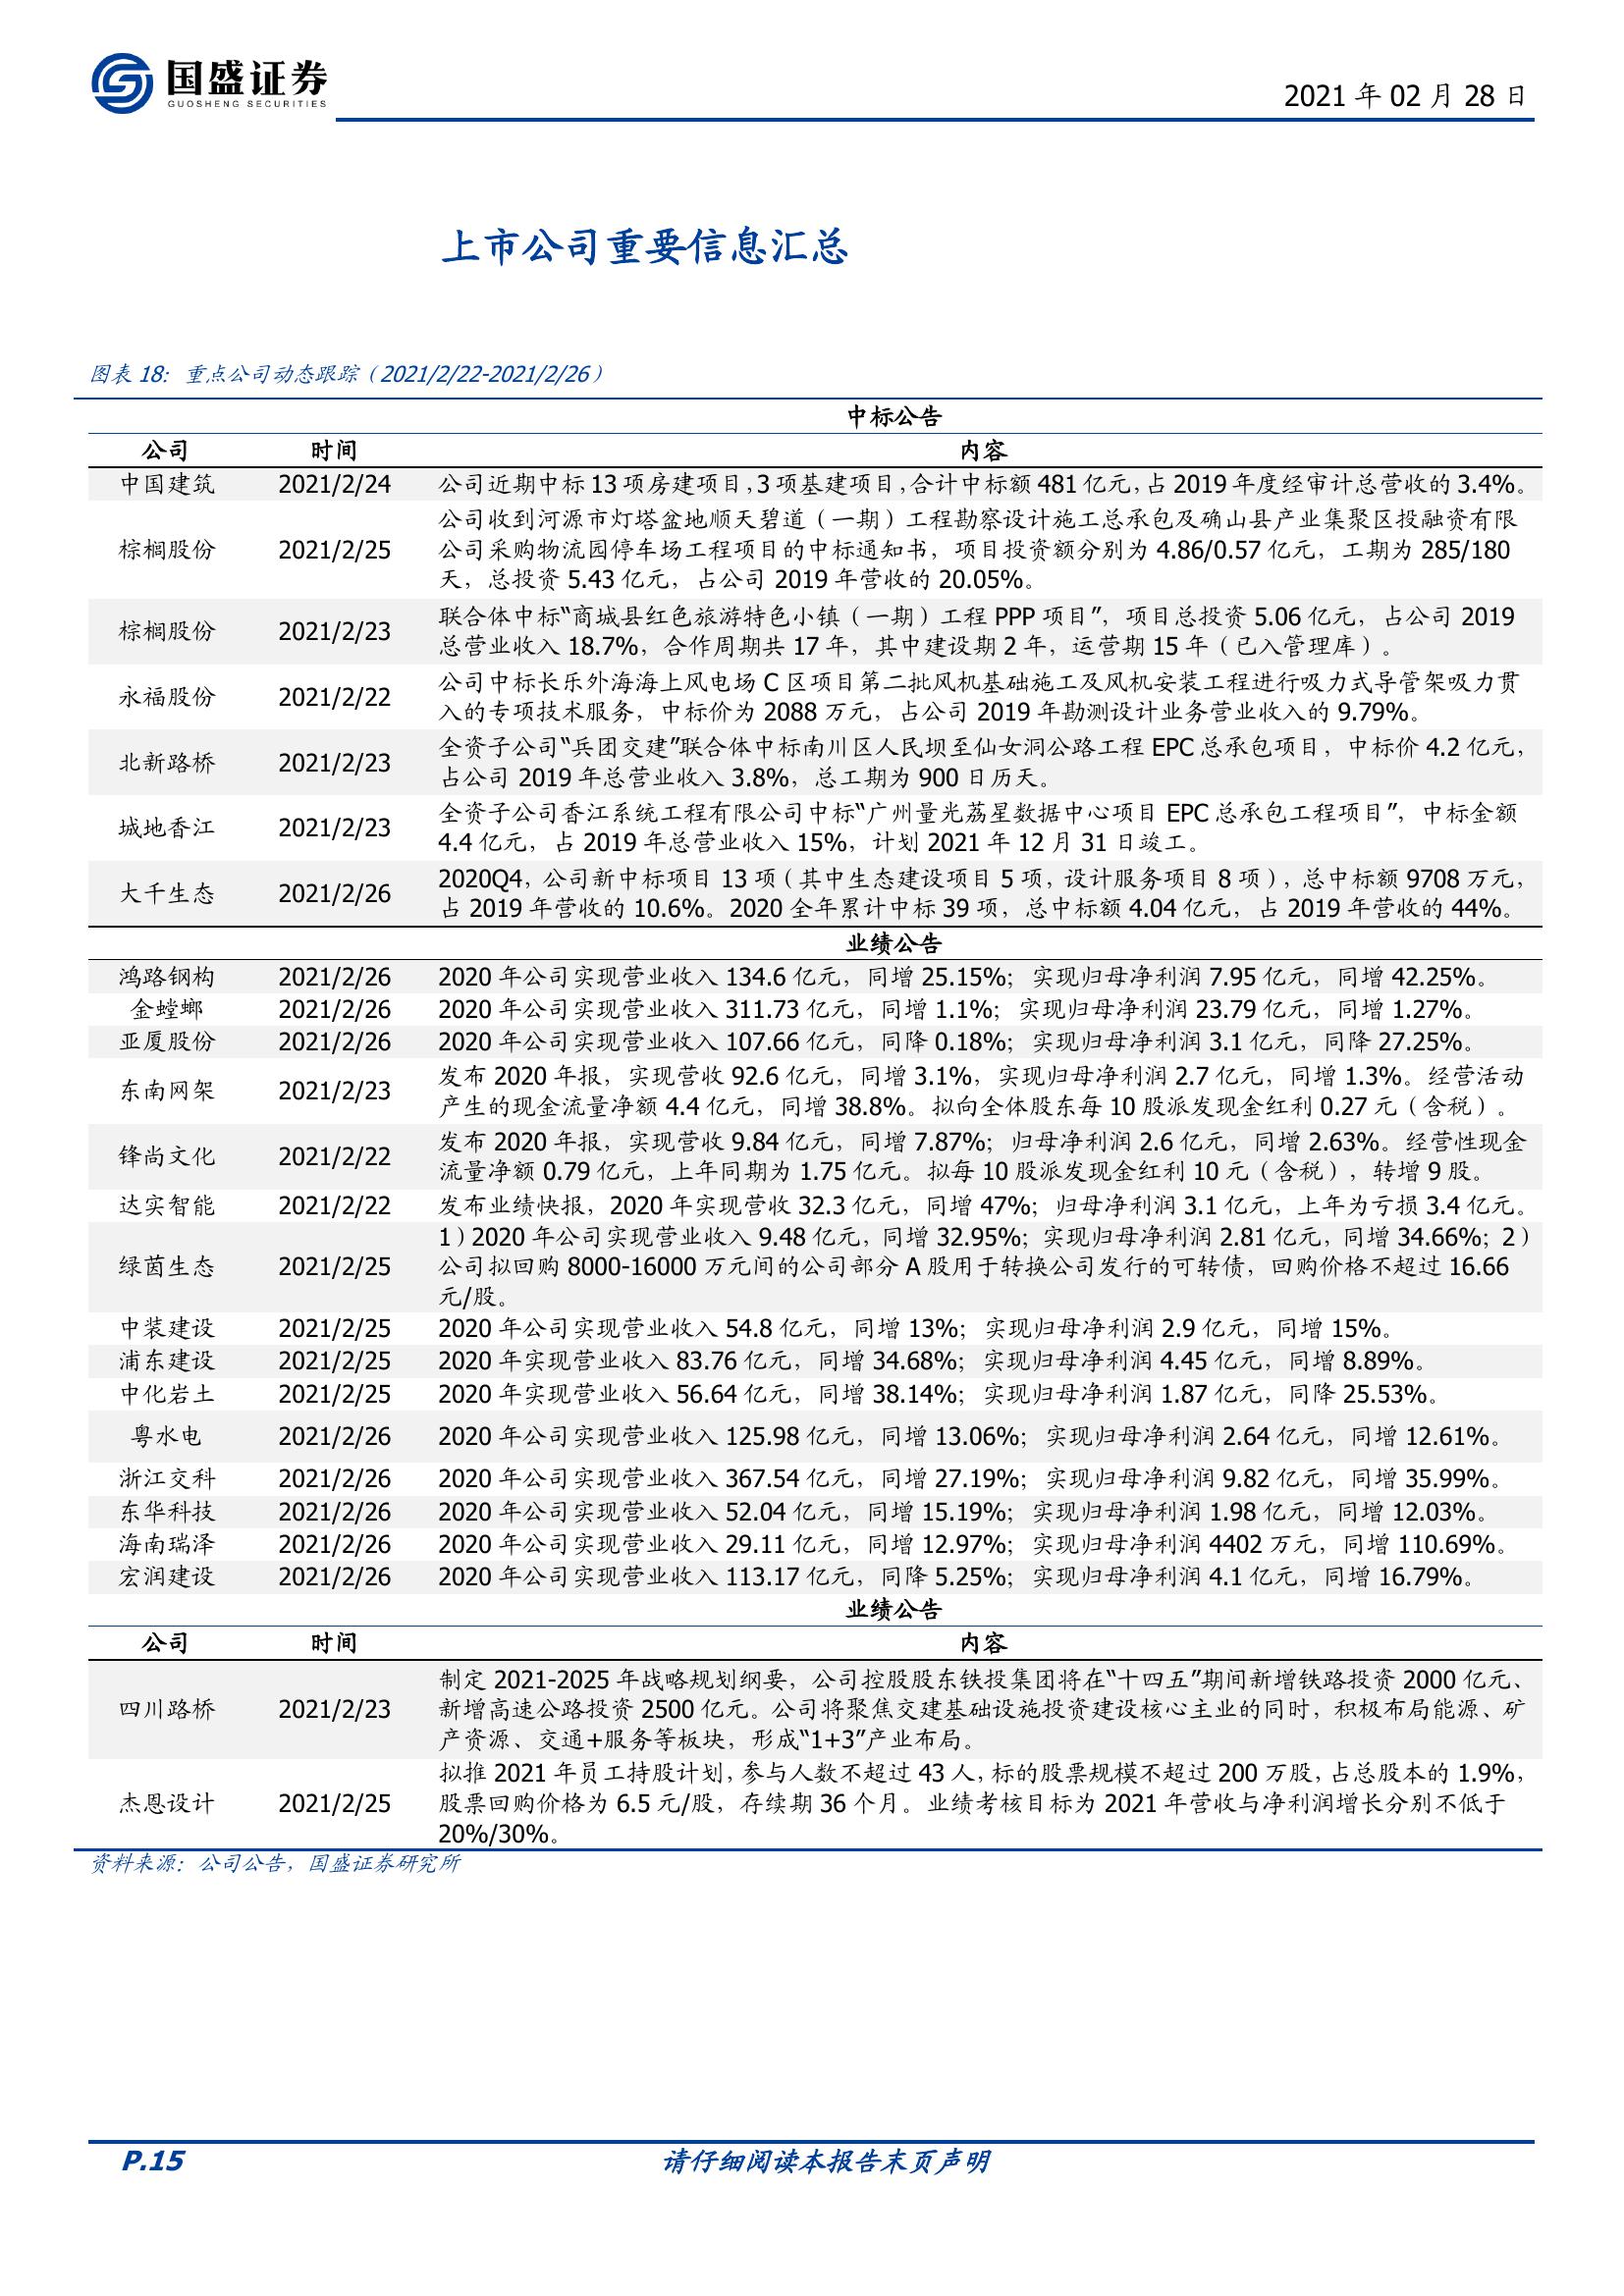 国盛证券
GUOSHENG SECURITIES
2021 年 02 月 28 日
上市公司重要信息汇总
图表 18：重点公司动态跟踪（2021/2/22-2021/2/26）
中标公告
公司 时间 内容
中国建筑 2021/2/24 公司近期中标 13 项房建项目，3 项基建项目，合计中标额 481 亿元，占 2019 年度经审计总营收的 3.4%。
公司收到河源市灯塔盆地顺天碧道（一期）工程勘察设计施工总承包及确山县产业集聚区投融资有限
棕榈股份 2021/2/25 公司采购物流园停车场工程项目的中标通知书，项目投资额分别为 4.86/0.57 亿元，工期为 285/180
天，总投资 5.43 亿元，占公司 2019 年营收的 20.05%。
棕榈股份 2021/2/23 联合体中标“商城县红色旅游特色小镇（一期）工程 PPP 项目”，项目总投资 5.06 亿元，占公司 2019
总营业收入 18.7%，合作周期共 17 年，其中建设期 2 年，运营期 15 年（已入管理库）。
永福股份 2021/2/22 公司中标长乐外海海上风电场 C 区项目第二批风机基础施工及风机安装工程进行吸力式导管架吸力贯
入的专项技术服务，中标价为 2088 万元，占公司 2019 年勘测设计业务营业收入的 9.79%。
北新路桥 2021/2/23 全资子公司“兵团交建”联合体中标南川区人民坝至仙女洞公路工程 EPC 总承包项目，中标价 4.2 亿元，
占公司 2019 年总营业收入 3.8%，总工期为 900 日历天。
城地香江 2021/2/23 全资子公司香江系统工程有限公司中标“广州量光荔星数据中心项目 EPC 总承包工程项目”，中标金额
4.4 亿元，占 2019 年总营业收入 15%，计划 2021 年 12 月 31 日竣工。
大千生态 2021/2/26 2020Q4，公司新中标项目 13 项（其中生态建设项目 5 项，设计服务项目 8 项），总中标额 9708 万元，
占 2019 年营收的 10.6%。2020 全年累计中标 39 项，总中标额 4.04 亿元，占 2019 年营收的 44%。
业绩公告
鸿路钢构 2021/2/26 2020 年公司实现营业收入 134.6 亿元，同增 25.15%；实现归母净利润 7.95 亿元，同增 42.25%。
金螳螂 2021/2/26 2020 年公司实现营业收入 311.73 亿元，同增 1.1%；实现归母净利润 23.79 亿元，同增 1.27%。
亚厦股份 2021/2/26 2020 年公司实现营业收入 107.66 亿元，同降 0.18%；实现归母净利润 3.1 亿元，同降 27.25%。
东南网架 2021/2/23 发布 2020 年报，实现营收 92.6 亿元，同增 3.1%，实现归母净利润 2.7 亿元，同增 1.3%。经营活动
产生的现金流量净额 4.4 亿元，同增 38.8%。拟向全体股东每 10 股派发现金红利 0.27 元（含税）。
锋尚文化 2021/2/22 发布 2020 年报，实现营收 9.84 亿元，同增 7.87%；归母净利润 2.6 亿元，同增 2.63%。经营性现金
流量净额 0.79 亿元，上年同期为 1.75 亿元。拟每 10 股派发现金红利 10 元（含税），转增 9 股。
达实智能 2021/2/22 发布业绩快报，2020 年实现营收 32.3 亿元，同增 47%；归母净利润 3.1 亿元，上年为亏损 3.4 亿元。
1）2020 年公司实现营业收入 9.48 亿元，同增 32.95%；实现归母净利润 2.81 亿元，同增 34.66%；2）
绿茵生态 2021/2/25 公司拟回购 8000-16000 万元间的公司部分 A 股用于转换公司发行的可转债，回购价格不超过 16.66
元/股。
中装建设 2021/2/25 2020 年公司实现营业收入 54.8 亿元，同增 13%；实现归母净利润 2.9 亿元，同增 15%。
浦东建设 2021/2/25 2020 年实现营业收入 83.76 亿元，同增 34.68%；实现归母净利润 4.45 亿元，同增 8.89%。
中化岩土 2021/2/25 2020 年实现营业收入 56.64 亿元，同增 38.14%；实现归母净利润 1.87 亿元，同降 25.53%。
粤水电 2021/2/26 2020 年公司实现营业收入 125.98 亿元，同增 13.06%；实现归母净利润 2.64 亿元，同增 12.61%。
浙江交科 2021/2/26 2020 年公司实现营业收入 367.54 亿元，同增 27.19%；实现归母净利润 9.82 亿元，同增 35.99%。
东华科技 2021/2/26 2020 年公司实现营业收入 52.04 亿元，同增 15.19%；实现归母净利润 1.98 亿元，同增 12.03%。
海南瑞泽 2021/2/26 2020 年公司实现营业收入 29.11 亿元，同增 12.97%；实现归母净利润 4402 万元，同增 110.69%。
宏润建设 2021/2/26 2020 年公司实现营业收入 113.17 亿元，同降 5.25%；实现归母净利润 4.1 亿元，同增 16.79%。
业绩公告
公司 时间 内容
制定 2021-2025 年战略规划纲要，公司控股股东铁投集团将在“十四五”期间新增铁路投资 2000 亿元、
四川路桥 2021/2/23 新增高速公路投资 2500 亿元。公司将聚焦交建基础设施投资建设核心主业的同时，积极布局能源、矿
产资源、交通+服务等板块，形成“1+3”产业布局。
拟推 2021 年员工持股计划，参与人数不超过 43 人，标的股票规模不超过 200 万股，占总股本的 1.9%，
杰恩设计 2021/2/25 股票回购价格为 6.5 元/股，存续期 36 个月。业绩考核目标为 2021 年营收与净利润增长分别不低于
20%/30%。
资料来源：公司公告，国盛证券研究所
P.15 请仔细阅读本报告末页声明